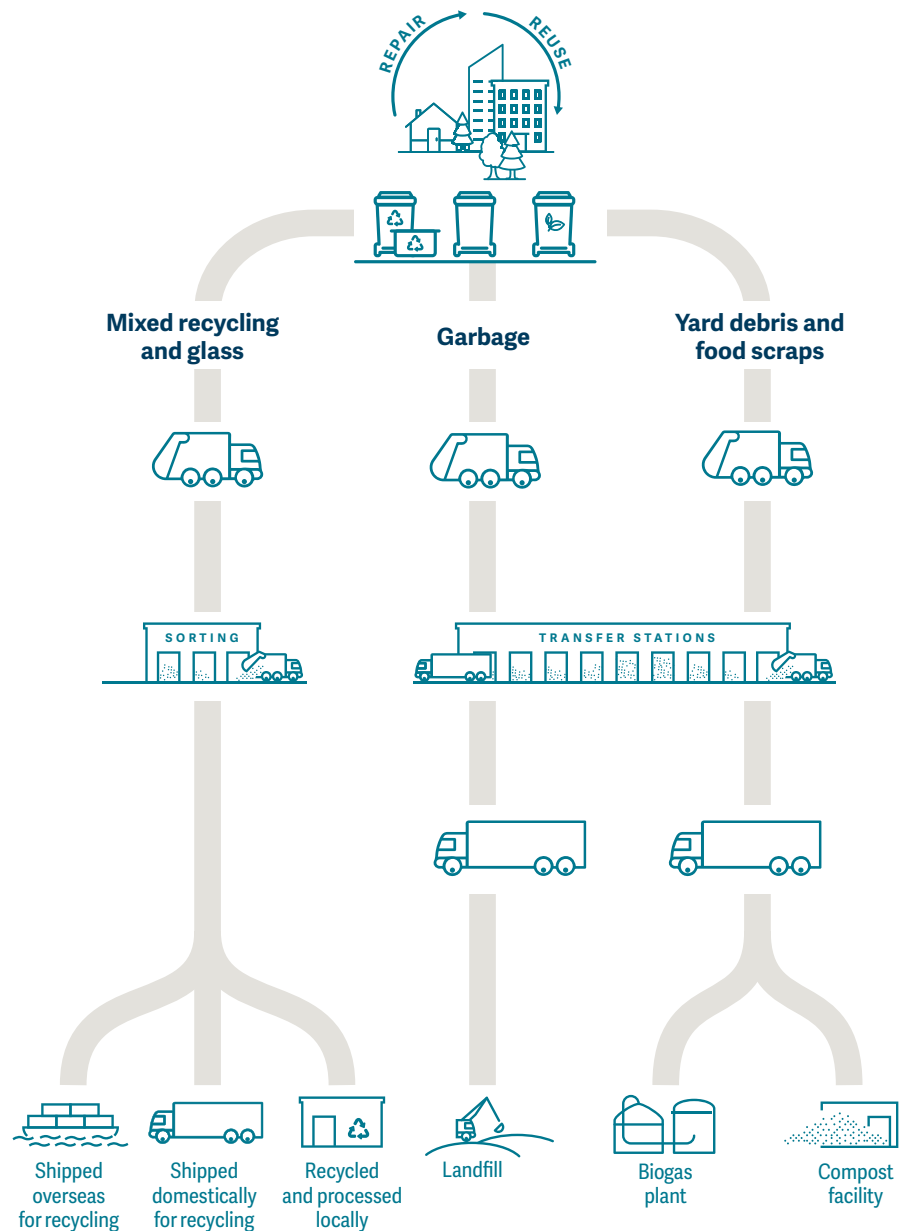 REPAIR
REUSE
Mixed recycling
and glass
Garbage
Yard debris and
food scraps
SORTING
TRANSFER STATIONS
Shipped
overseas
for recycling
Shipped
domestically
for recycling
Recycled
and processed
locally
Landfill
Biogas
plant
Compost
facility